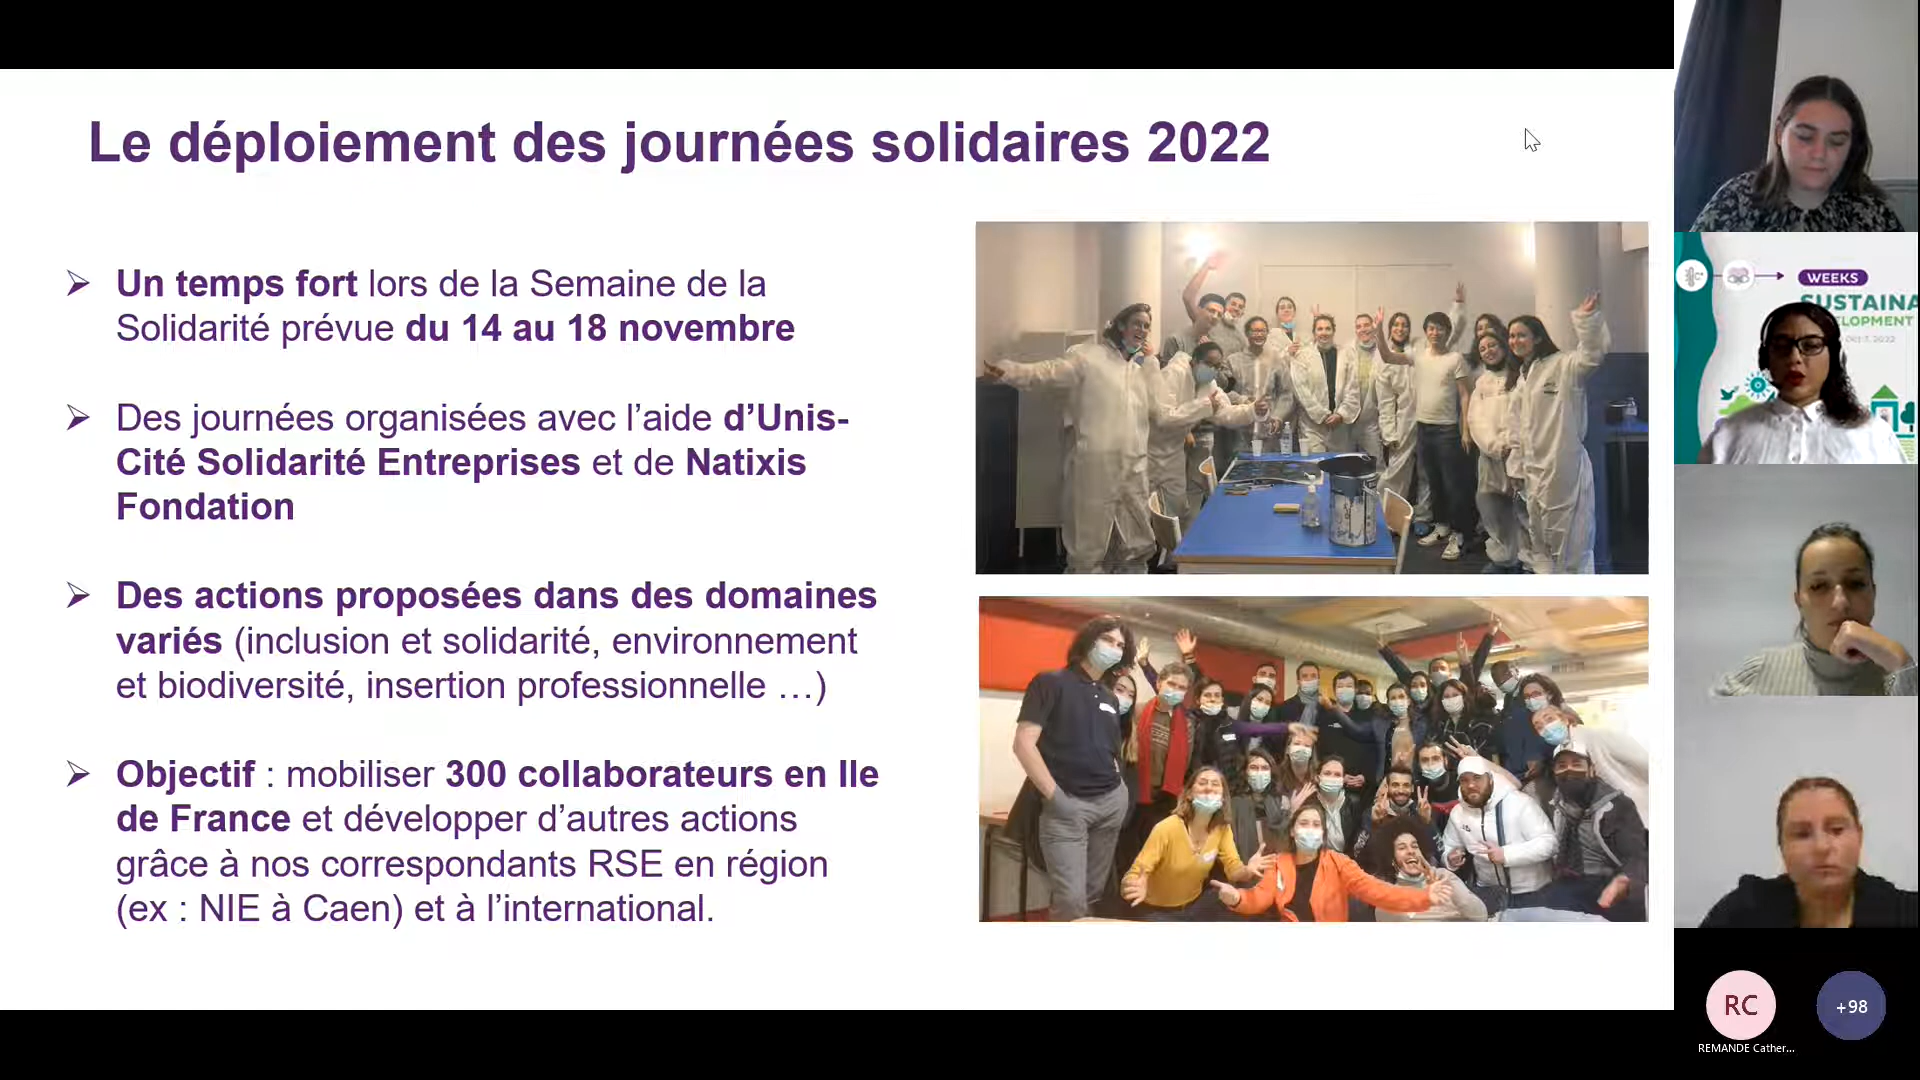 Le déploiement des journées solidaires 2022
➢ Un temps fort lors de la Semaine de la
Solidarité prévue du 14 au 18 novembre
➢ Des journées organisées avec l’aide d’Unis-
Cité Solidarité Entreprises et de Natixis
Fondation
➢ Des actions proposées dans des domaines
variés (inclusion et solidarité, environnement
et biodiversité, insertion professionnelle …)
➢ Objectif : mobiliser 300 collaborateurs en Ile
de France et développer d’autres actions
grâce à nos correspondants RSE en région
(ex : NIE à Caen) et à l’international.
WEEKS
SUSTAINA
ELOPMENT
2022
RC
+98
REMANDE Cather...